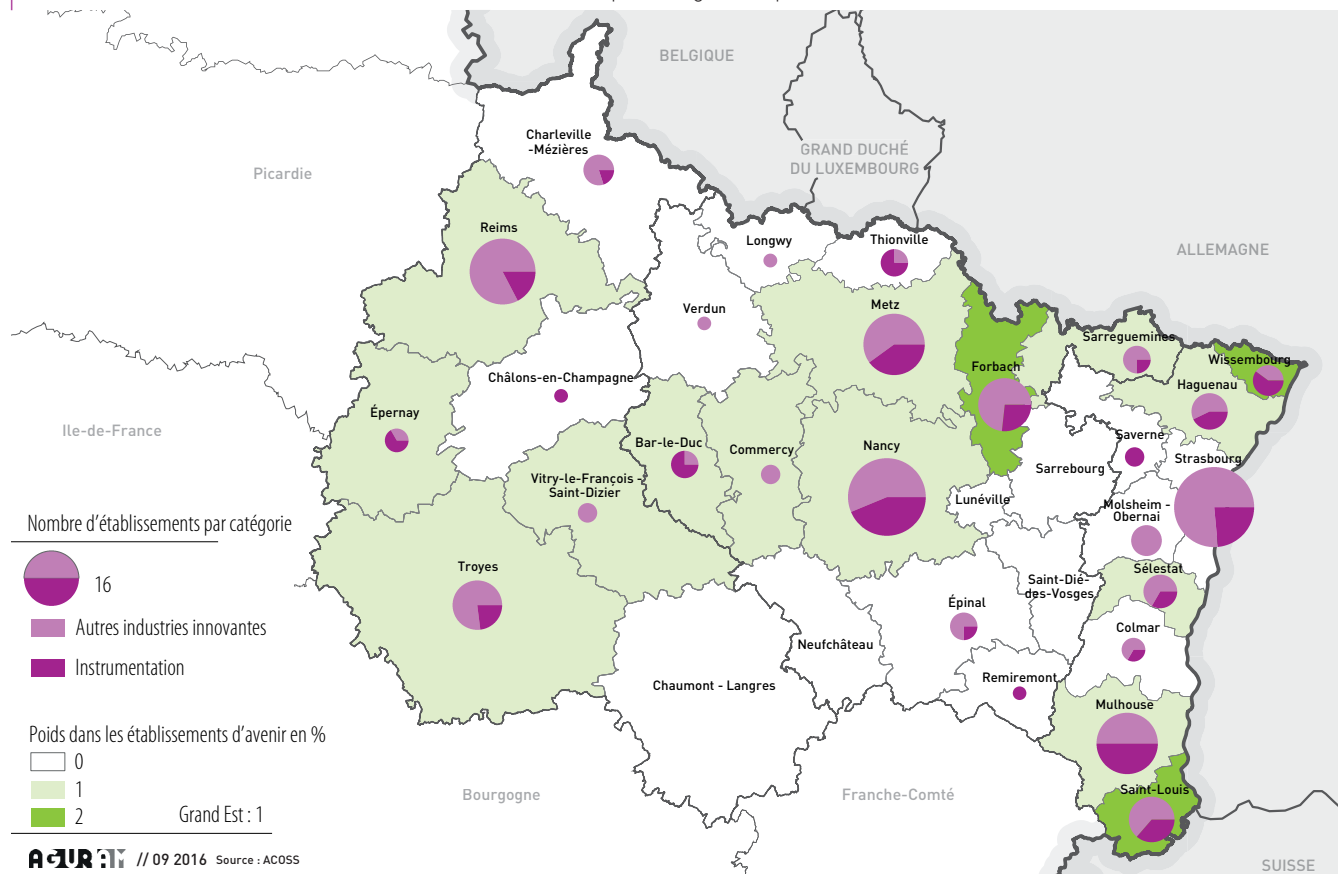 BELGIQUE
Charleville
-Mézières
GRAND DUCHÉ
DU LUXEMBOURG
Picardie
Reims
Longwy
Thionville
ALLEMAGNE
Verdun
Metz
Sarreguemines
Wissembourg
Châlons-en-Champagne
Forbach
Haguenau
Épernay
Ile-de-France
Bar-le-Duc
Commercy
Nancy
Saverne
Strasbourg
Sarrebourg
Vitry-le-François -
Saint-Dizier
Lunéville
Molsheim -
Obernai
Nombre d'établissements par catégorie
16
Autres industries innovantes
Instrumentation
Troyes
Sélestat
Saint-Dié-
des-Vosges
Épinal
Colmar
Neufchâteau
Chaumont - Langres
Remiremont
Mulhouse
Poids dans les établissements d'avenir en %
0
1
2
Grand Est : 1
Bourgogne
Franche-Comté
Saint-Louis
SUISSE
// 09 2016 Source : ACOSS